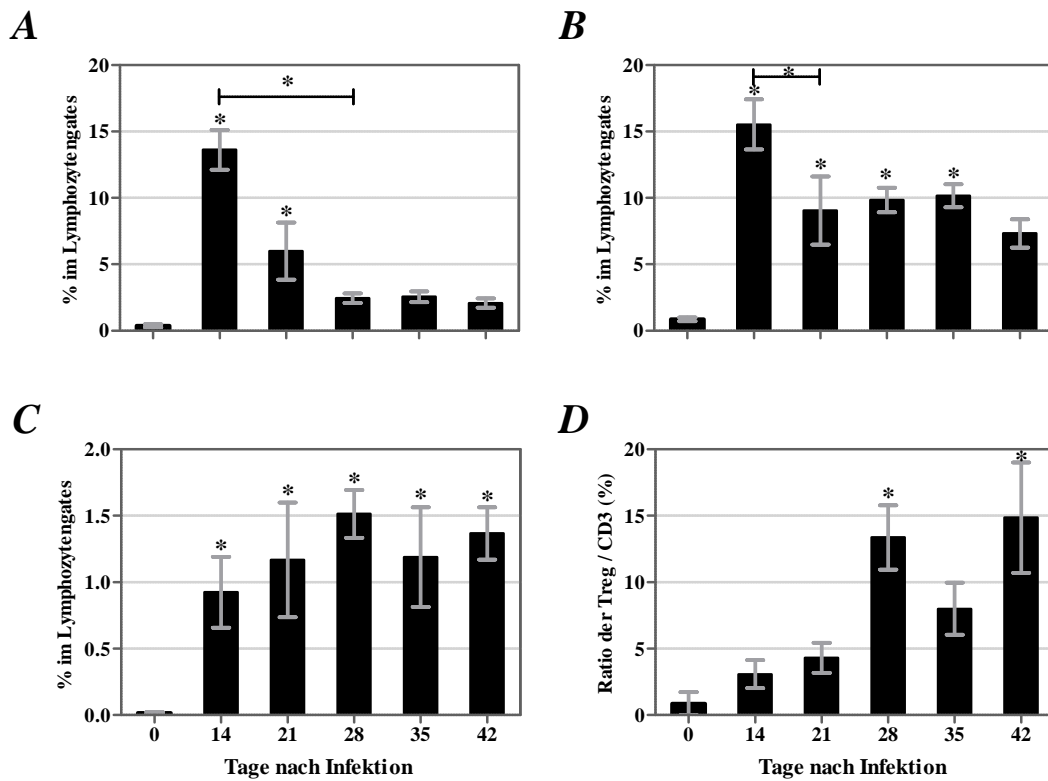 A
B
20
15
10
5
0
% im Lymphozytengates
*
*
*
20
15
10
5
0
% im Lymphozytengates
*
*
*
*
*
C
D
2.0
1.5
1.0
0.5
0.0
% im Lymphozytengates
*
*
*
*
*
0 14 21 28 35 42
Tage nach Infektion
20
15
10
5
0
Ratio der Treg / CD3 (%)
*
*
0 14 21 28 35 42
Tage nach Infektion